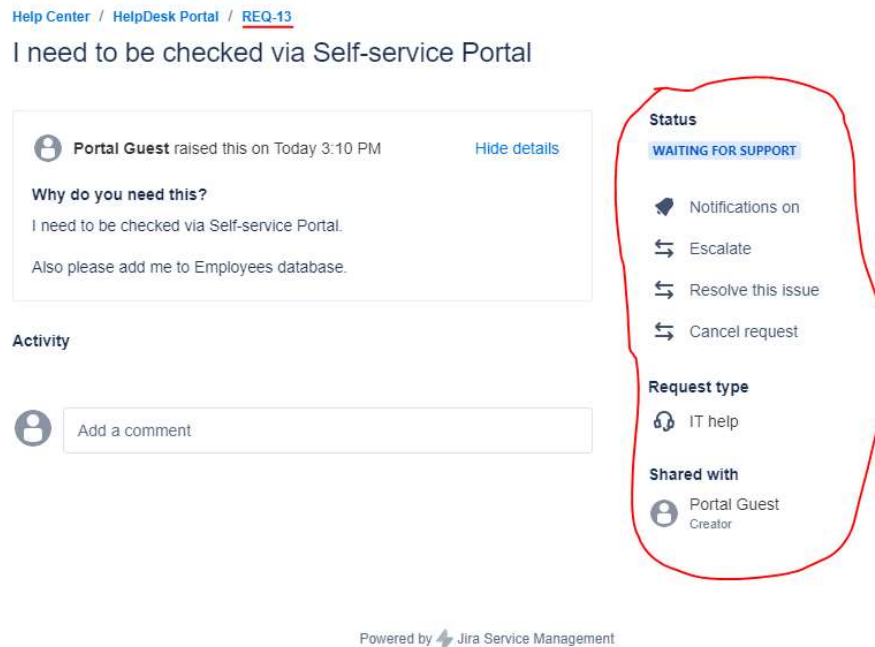 Help Center / HelpDesk Portal / REQ-13
I need to be checked via Self-service Portal
Portal Guest raised this on Today 3:10 PM
Hide details
Why do you need this?
I need to be checked via Self-service Portal.
Also please add me to Employees database.
Activity
Add a comment
Status
WAITING FOR SUPPORT
Notifications on
Escalate
Resolve this issue
Cancel request
Request type
IT help
Shared with
Portal Guest
Creator
Powered by Jira Service Management